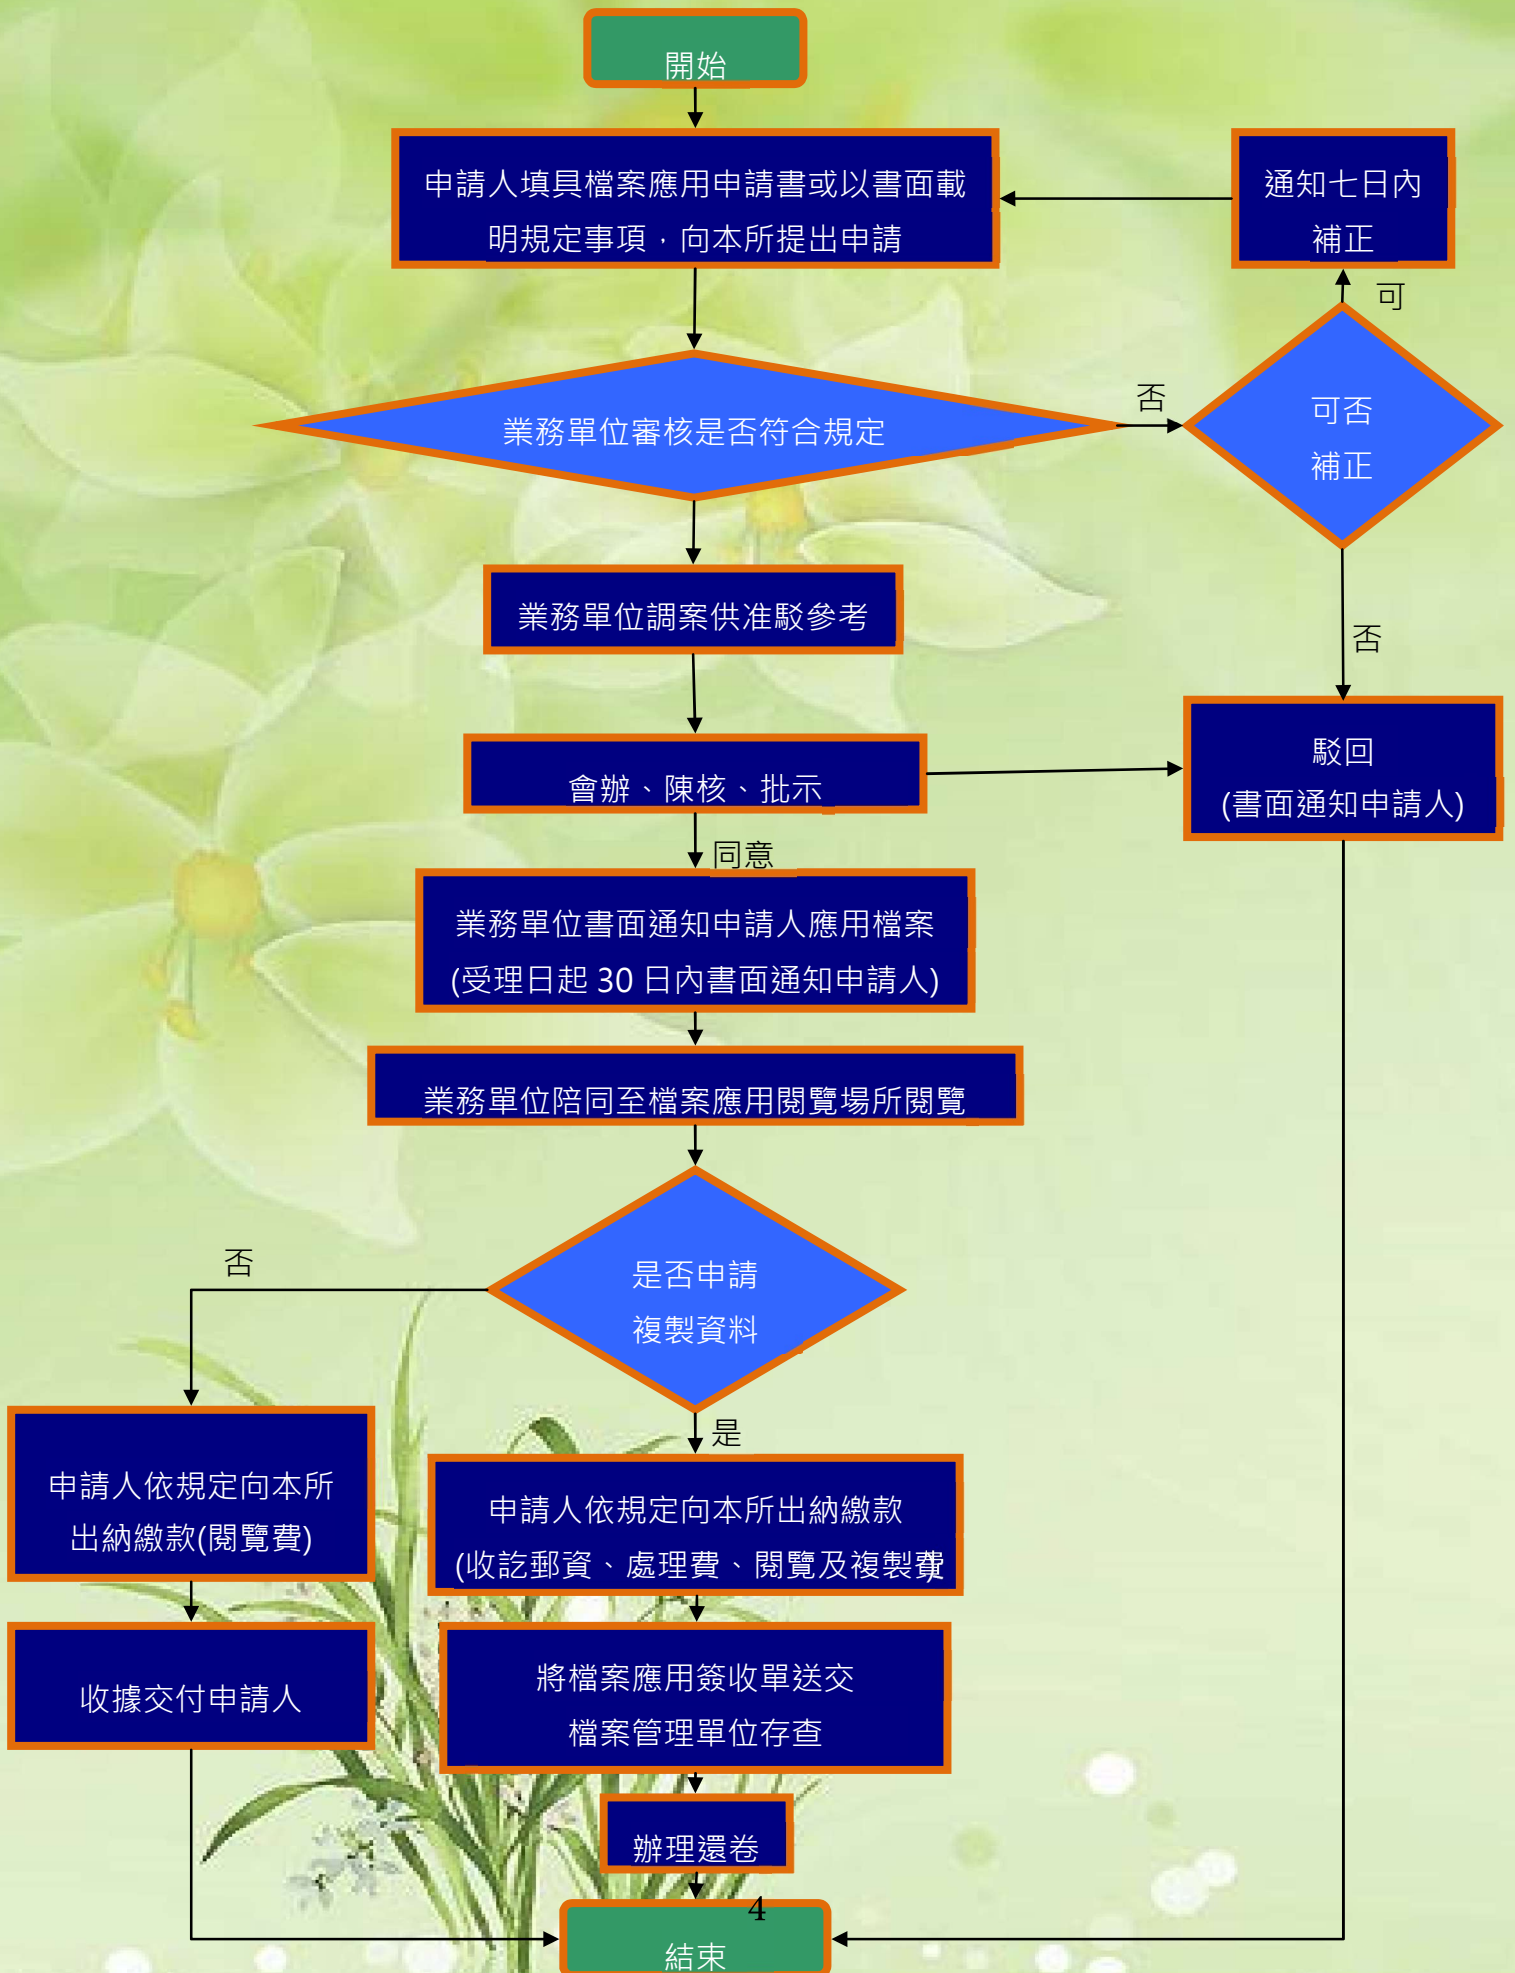 開始
申請人填具檔案應用申請書或以書面載
明規定事項，向本所提出申請
通知七日內
補正
可
業務單位審核是否符合規定
否
可否
補正
業務單位調案供准駁參考
否
會辦、陳核、批示
駁回
(書面通知申請人)
同意
業務單位書面通知申請人應用檔案
(受理日起 30 日內書面通知申請人)
業務單位陪同至檔案應用閱覽場所閱覽
是否申請
複製資料
否
是
申請人依規定向本所
出納繳款(閱覽費)
申請人依規定向本所出納繳款
(收訖郵資、處理費、閱覽及複製費)
收據交付申請人
將檔案應用簽收單送交
檔案管理單位存查
辦理還卷
4
結束